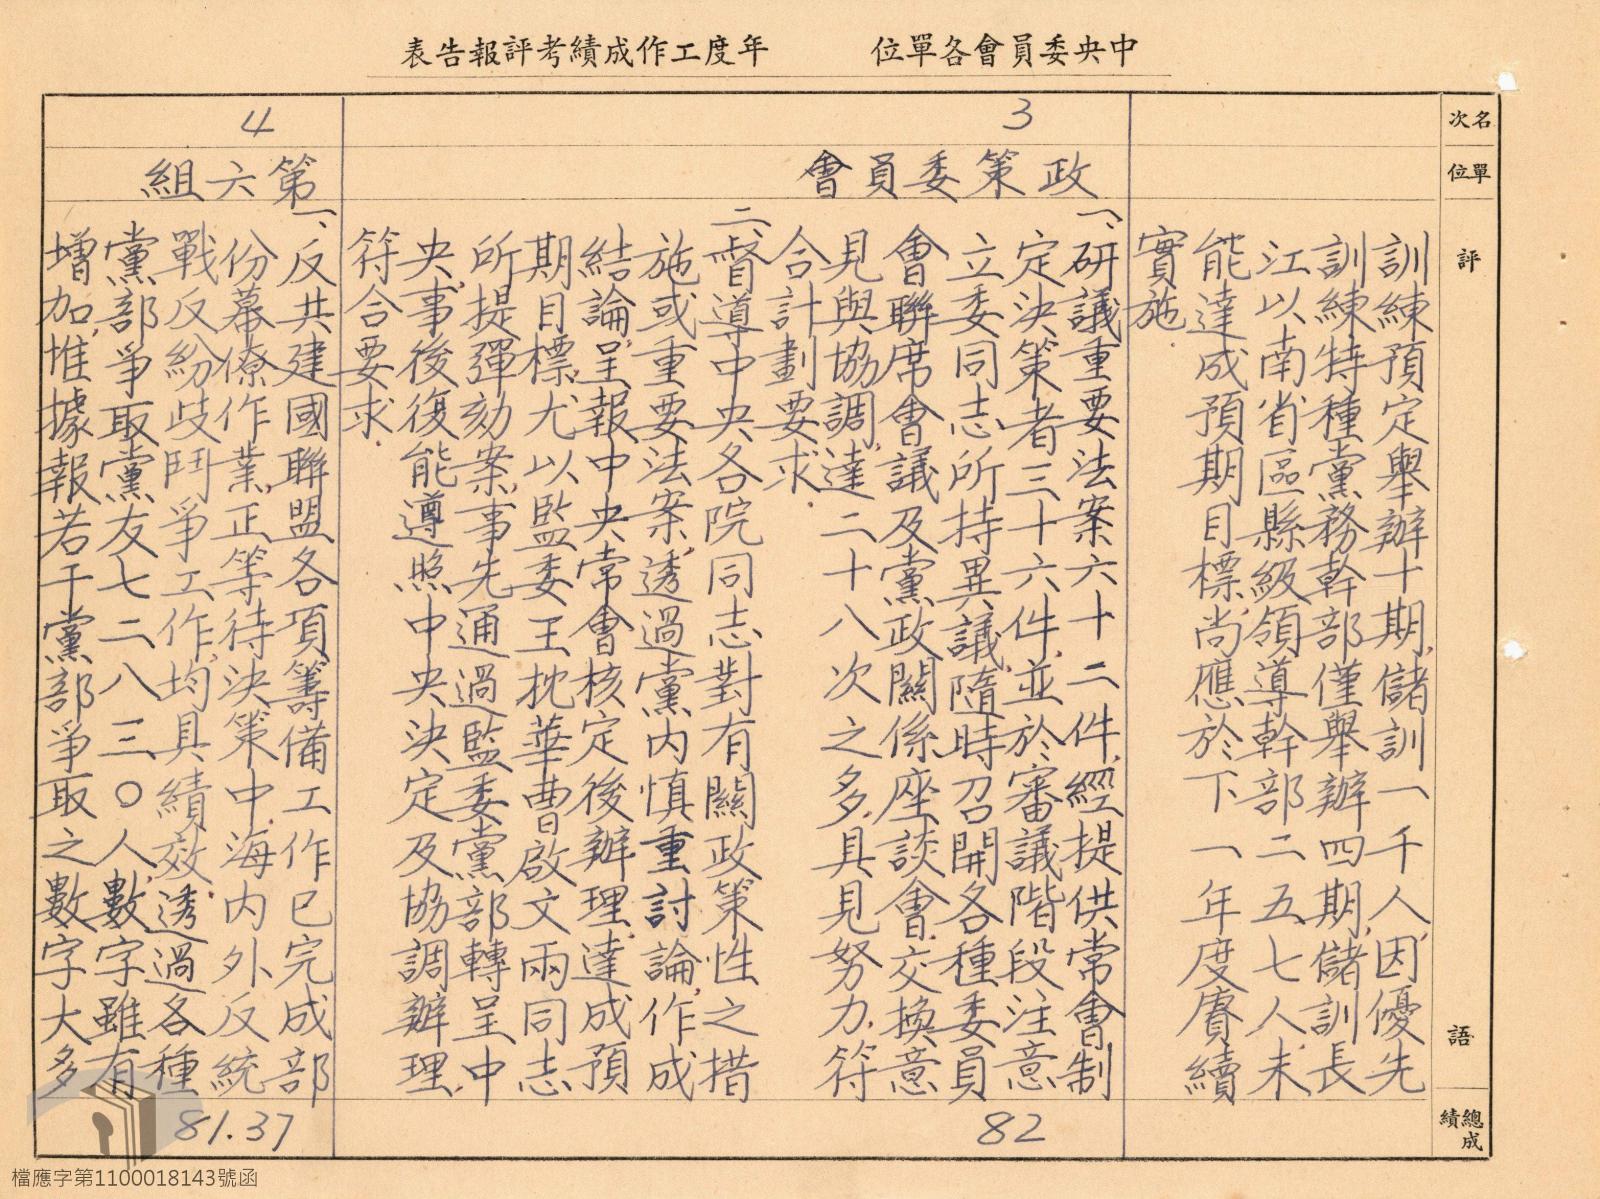 中央委員會各單位　　年度工作成績考評報告表
名次
單位
評
語
總成績
訓練預定舉辦十期，儲訓一千人，因優先
訓練特種黨務幹部僅舉辦四期，儲訓長
江以南省區縣級領導幹部二五七人，未
能達成預期目標，尚應於下一年度賡續
實施。
3
政策委員會
一、研議重要法案六十二件，經提供常會制
定決策者三十六件，並於審議階段注意
立委同志所持異議，隨時召開各種委員
會聯席會議及黨政關係座談會，交換意
見與協調，達二十八次之多，具見努力，符
合計劃要求。
二、督導中央各院同志對有關政策性之措
施或重要法案，透過黨內慎重討論，作成
結論，呈報中央常會核定後辦理，達成預
期目標，尤以監委王枕華曹啟文兩同志
所提彈劾案，事先通過監委黨部轉呈中
央，事後復能遵照中央決定及協調辦理，
符合要求。
82
4
第六組
一、反共建國聯盟各項籌備工作已完成部
份幕僚作業，正等待決策中，海內外反統
戰反紛歧鬥爭工作，均具績效，透過各種
黨部爭取黨友七二八三〇人，數字雖有
增加，惟據報若干黨部爭取之數字大多
81.37
檔應字第1100018143號函